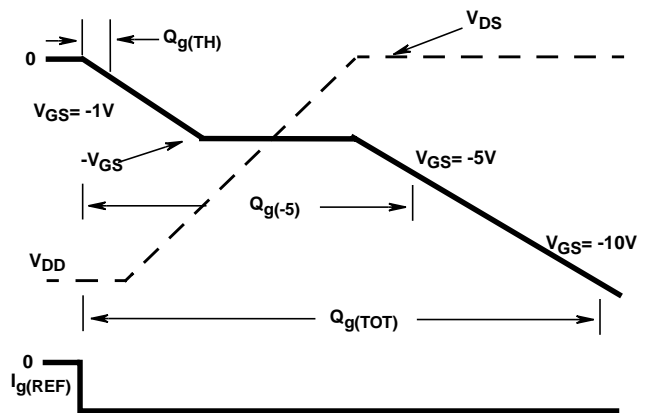 V_DS
Q_g(TH)
0
V_GS= -1V
-V_GS
V_GS= -5V
Q_g(-5)
V_GS= -10V
V_DD
Q_g(TOT)
0
I_g(REF)